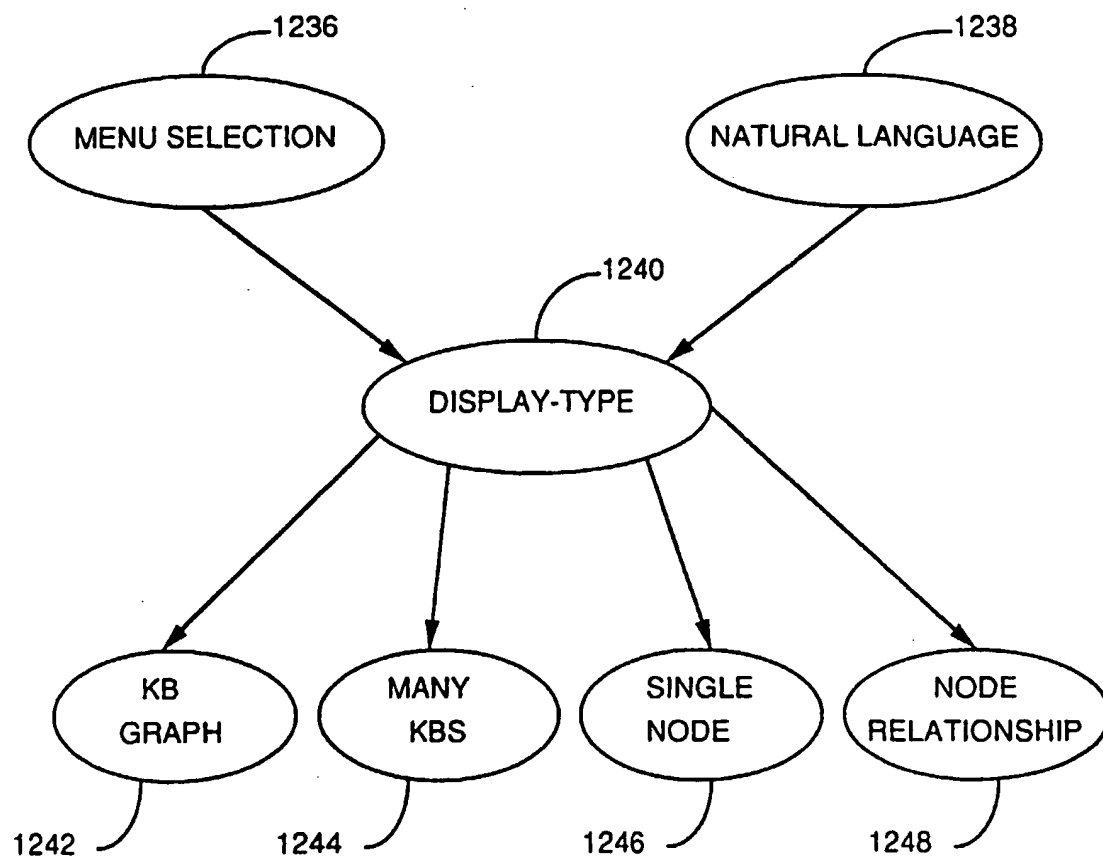 1236
1238
MENU SELECTION
NATURAL LANGUAGE
1240
DISPLAY-TYPE
KB
GRAPH
MANY
KBS
SINGLE
NODE
NODE
RELATIONSHIP
1242
1244
1246
1248